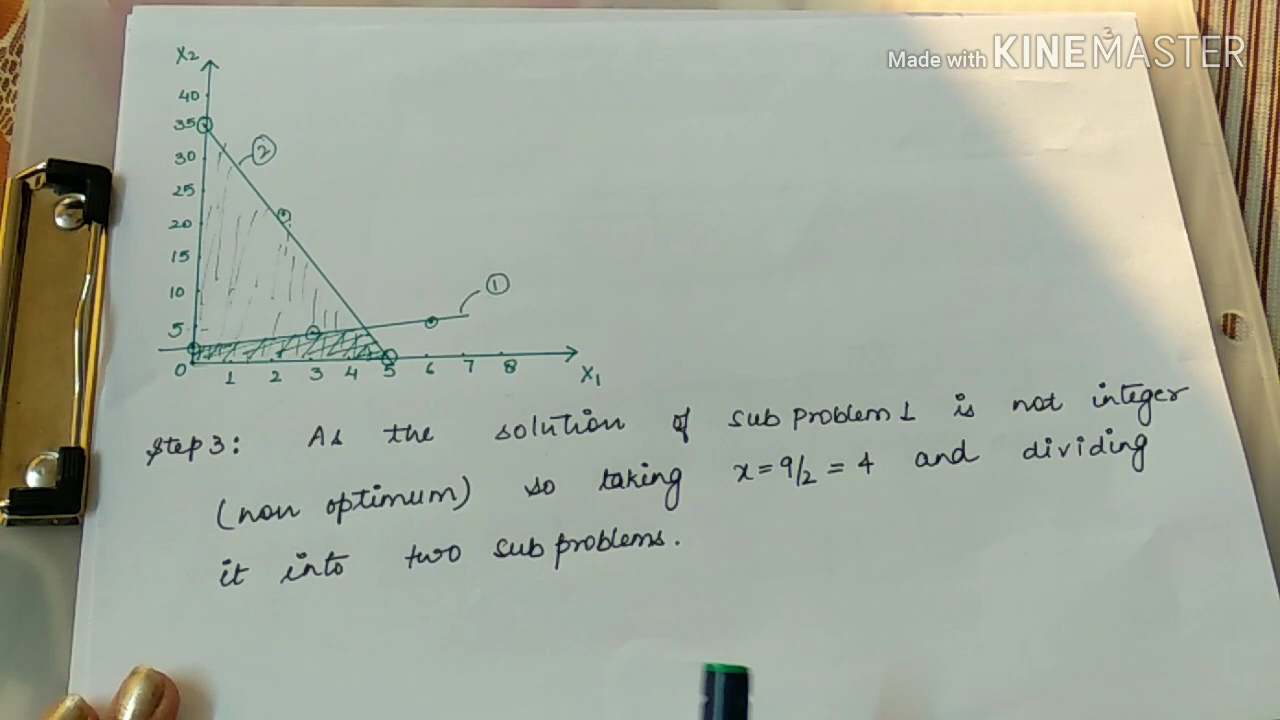 3
Made with KINEMASTER
X2
40
35
30
②
25
20
15
10
①
5
0 1 2 3 4 5 6 7 8
X1
Step 3: As the solution of sub problem 1 is not integer
(non optimum) so taking x = 9/2 = 4 and dividing
it into two sub problems.